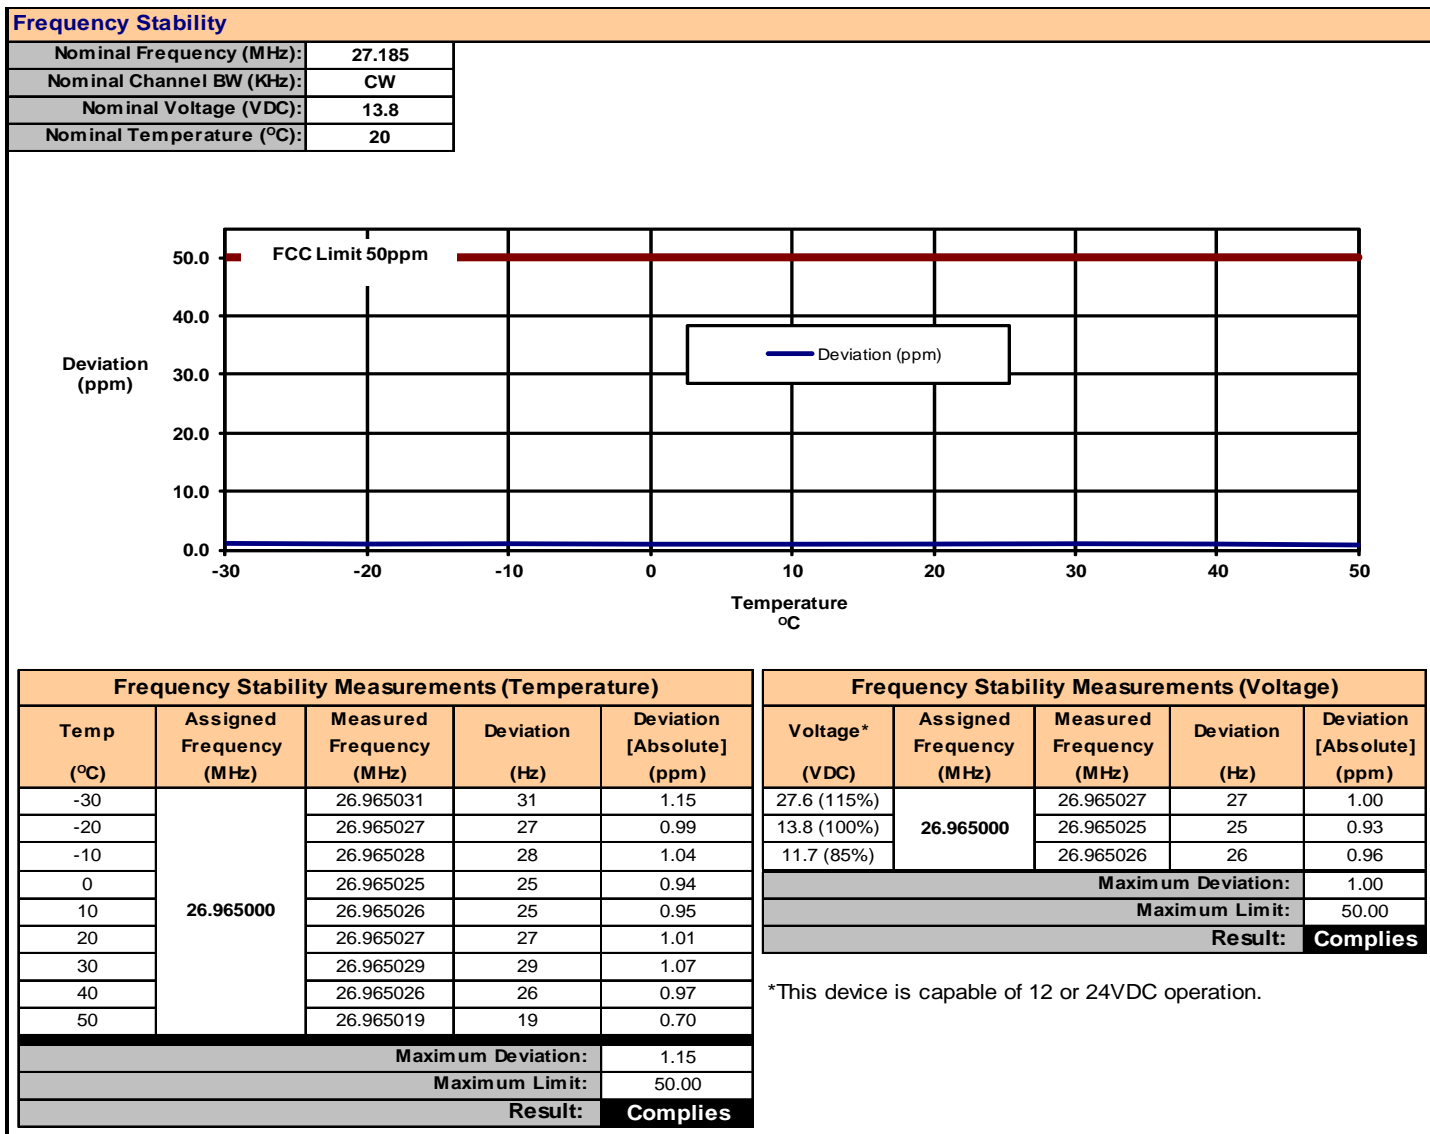 Frequency Stability
Nominal Frequency (MHz): 27.185
Nominal Channel BW (KHz): CW
Nominal Voltage (VDC): 13.8
Nominal Temperature (ᴼC): 20
FCC Limit 50ppm
50.0
40.0
30.0
20.0
10.0
0.0
Deviation
(ppm)
Deviation (ppm)
-30 -20 -10 0 10 20 30 40 50
Temperature
ᴼC
Frequency Stability Measurements (Temperature)
Temp Assigned Measured Deviation Deviation
Frequency Frequency [Absolute]
(ᴼC) (MHz) (MHz) (Hz) (ppm)
-30 26.965031 31 1.15
-20 26.965027 27 0.99
-10 26.965028 28 1.04
0 26.965025 25 0.94
10 26.965000 26.965026 25 0.95
20 26.965027 27 1.01
30 26.965029 29 1.07
40 26.965026 26 0.97
50 26.965019 19 0.70
Maximum Deviation: 1.15
Maximum Limit: 50.00
Result: Complies
Frequency Stability Measurements (Voltage)
Voltage* Assigned Measured Deviation Deviation
Frequency Frequency [Absolute]
(VDC) (MHz) (MHz) (Hz) (ppm)
27.6 (115%) 26.965027 27 1.00
13.8 (100%) 26.965000 26.965025 25 0.93
11.7 (85%) 26.965026 26 0.96
Maximum Deviation: 1.00
Maximum Limit: 50.00
Result: Complies
*This device is capable of 12 or 24VDC operation.